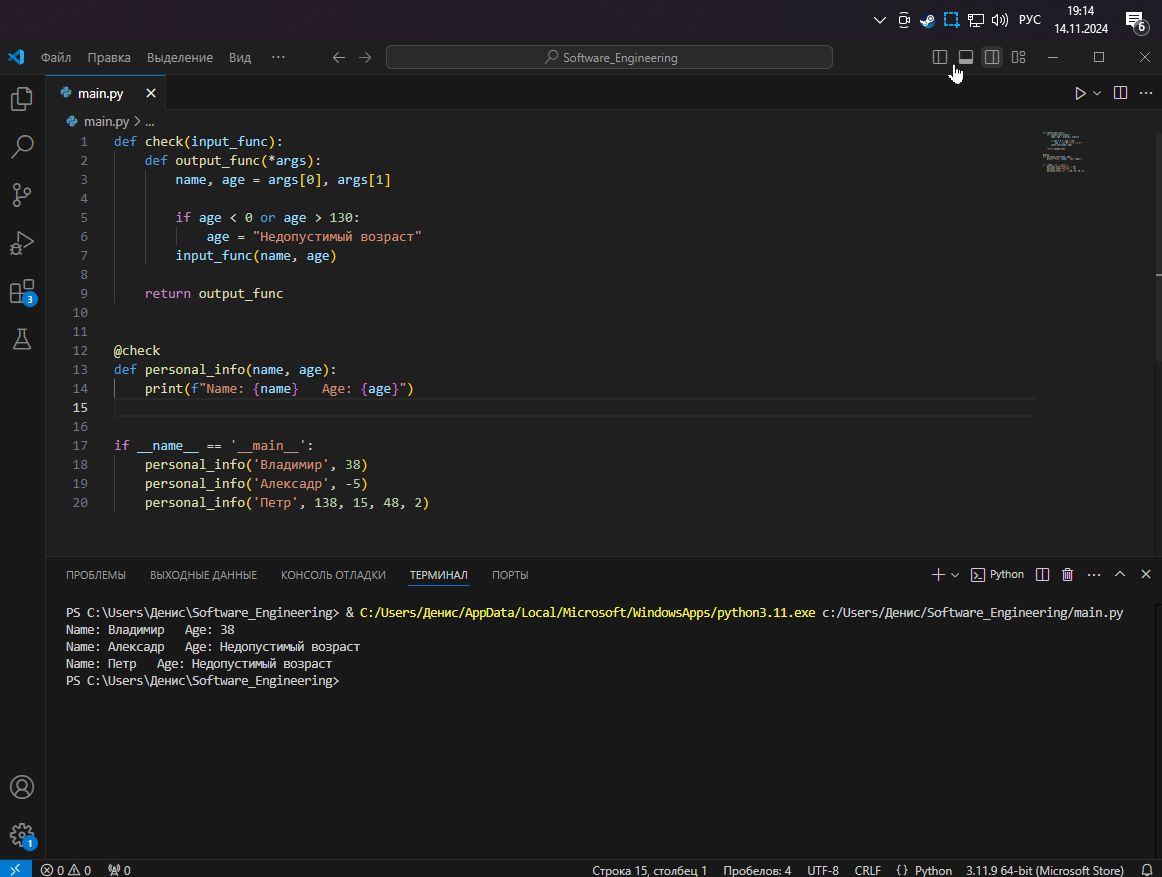 19:14
РУС
14.11.2024
6
Файл Правка Выделение Вид ··· Software_Engineering
main.py
main.py > ...
1 def check(input_func):
2     def output_func(*args):
3         name, age = args[0], args[1]
4
5         if age < 0 or age > 130:
6             age = "Недопустимый возраст"
7         input_func(name, age)
8
9     return output_func
10
11
12 @check
13 def personal_info(name, age):
14     print(f"Name: {name}   Age: {age}")
15
16
17 if __name__ == '__main__':
18     personal_info('Владимир', 38)
19     personal_info('Алексадр', -5)
20     personal_info('Петр', 138, 15, 48, 2)
3
ПРОБЛЕМЫ ВЫХОДНЫЕ ДАННЫЕ КОНСОЛЬ ОТЛАДКИ ТЕРМИНАЛ ПОРТЫ Python
PS C:\Users\Денис\Software_Engineering> & C:/Users/Денис/AppData/Local/Microsoft/WindowsApps/python3.11.exe c:/Users/Денис/Software_Engineering/main.py
Name: Владимир   Age: 38
Name: Алексадр   Age: Недопустимый возраст
Name: Петр   Age: Недопустимый возраст
PS C:\Users\Денис\Software_Engineering>
1
0 0 0 Строка 15, столбец 1 Пробелов: 4 UTF-8 CRLF {} Python 3.11.9 64-bit (Microsoft Store)